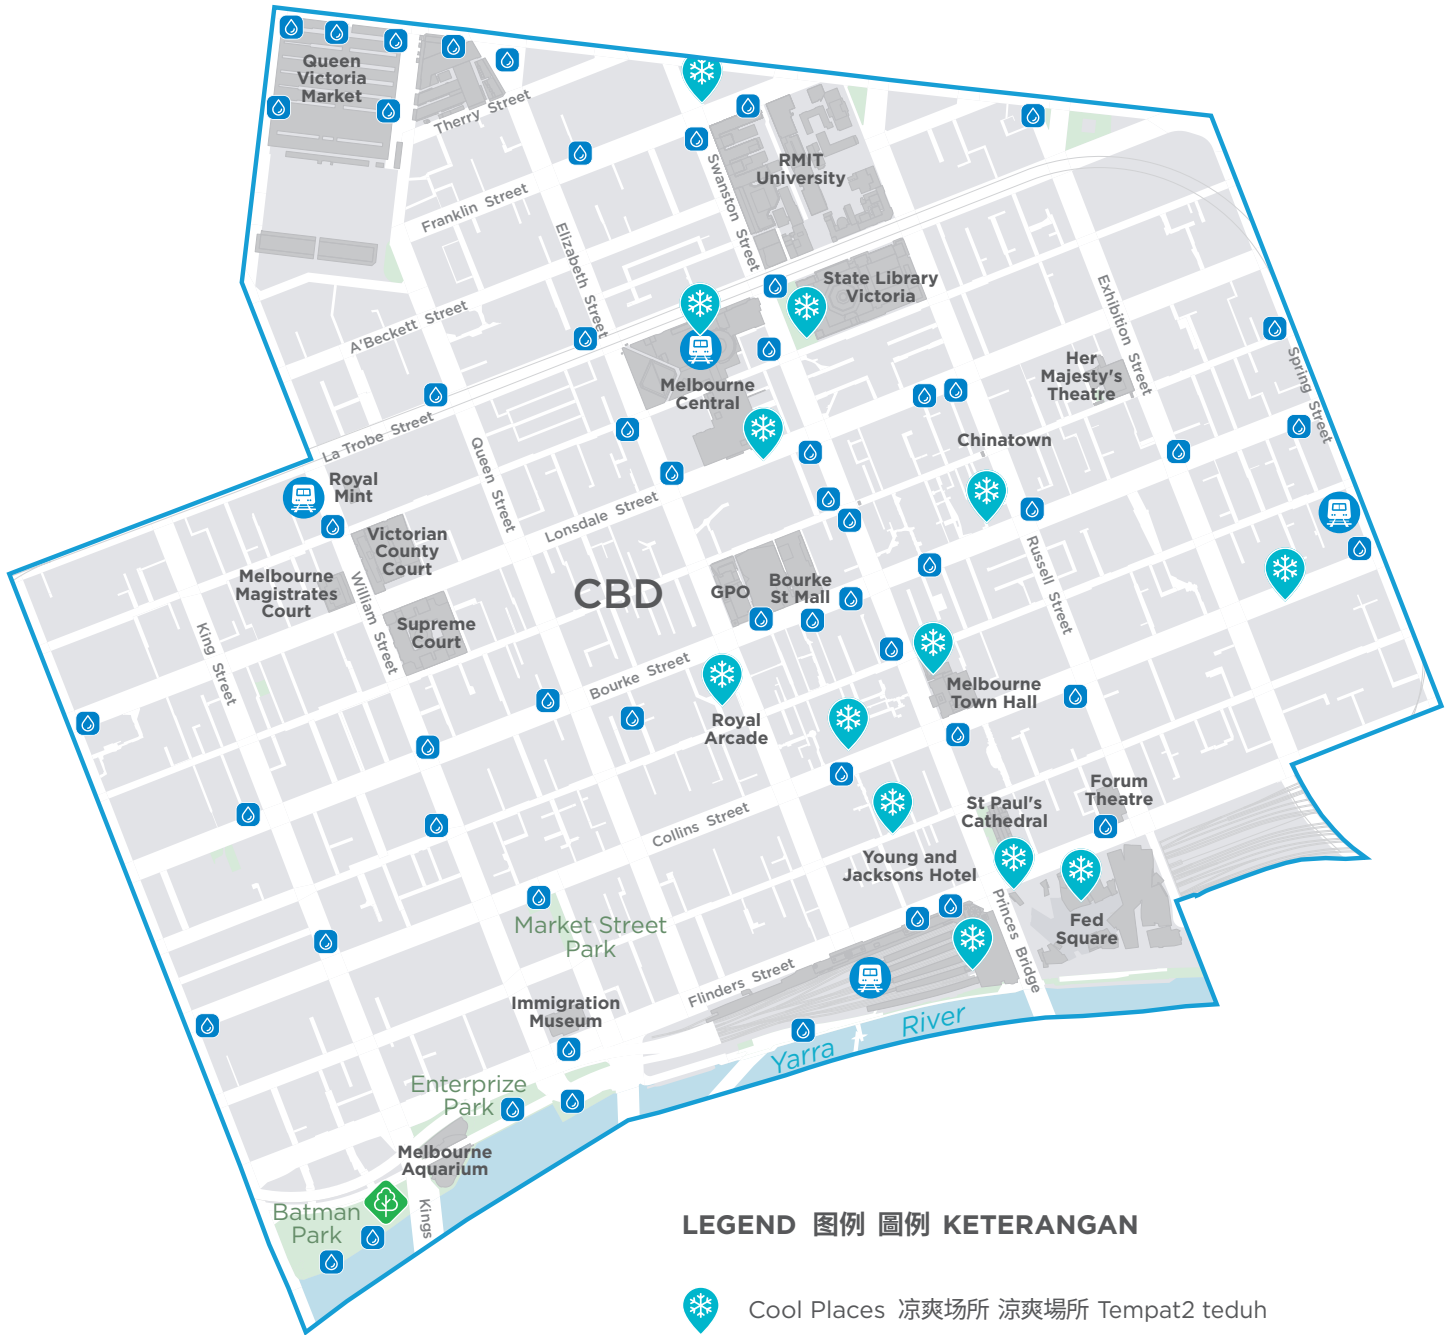 Queen
Victoria
Market
Therry Street
Franklin Street
Swanston Street
RMIT
University
Elizabeth Street
A'Beckett Street
State Library
Victoria
Exhibition Street
Her
Majesty's
Theatre
Spring Street
Melbourne
Central
La Trobe Street
Queen Street
Chinatown
Royal
Mint
Lonsdale Street
Victorian
County
Court
Melbourne
Magistrates
Court
William Street
Supreme
Court
King Street
CBD
GPO
Bourke
St Mall
Russell Street
Bourke Street
Royal
Arcade
Melbourne
Town Hall
Collins Street
St Paul's
Cathedral
Forum
Theatre
Young and
Jacksons Hotel
Princes Bridge
Fed
Square
Market Street
Park
Flinders Street
Immigration
Museum
Yarra River
Enterprize
Park
Melbourne
Aquarium
Kings
Batman
Park
LEGEND 图例 圖例 KETERANGAN
Cool Places 凉爽场所 涼爽場所 Tempat2 teduh